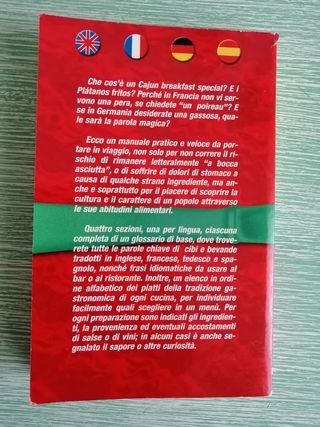 Che cos'è un Cajun breakfast special? E i
Plátanos fritos? Perché in Francia non vi ser-
vono una pera, se chiedete "un poireau"? E
se in Germania desiderate una gassosa, qua-
le sarà la parola magica?
Ecco un manuale pratico e veloce da por-
tare in viaggio, non solo per non correre il ri-
schio di rimanere letteralmente "a bocca
asciutta", o di soffrire di dolori di stomaco a
causa di qualche strano ingrediente, ma an-
che e soprattutto per il piacere di scoprire la
cultura e il carattere di un popolo attraverso
le sue abitudini alimentari.
Quattro sezioni, una per lingua, ciascuna
completa di un glossario di base, dove trove-
rete tutte le parole chiave di cibi e bevande
tradotti in inglese, francese, tedesco e spa-
gnolo, nonché frasi idiomatiche da usare al
bar o al ristorante. Inoltre, un elenco in ordi-
ne alfabetico dei piatti della tradizione ga-
stronomica di ogni cucina, per individuare
facilmente quali scegliere in un menù. Per
ogni preparazione sono indicati gli ingredien-
ti, la provenienza ed eventuali accostamenti
di salse o di vini; in alcuni casi è anche se-
gnalato il sapore o altre curiosità.